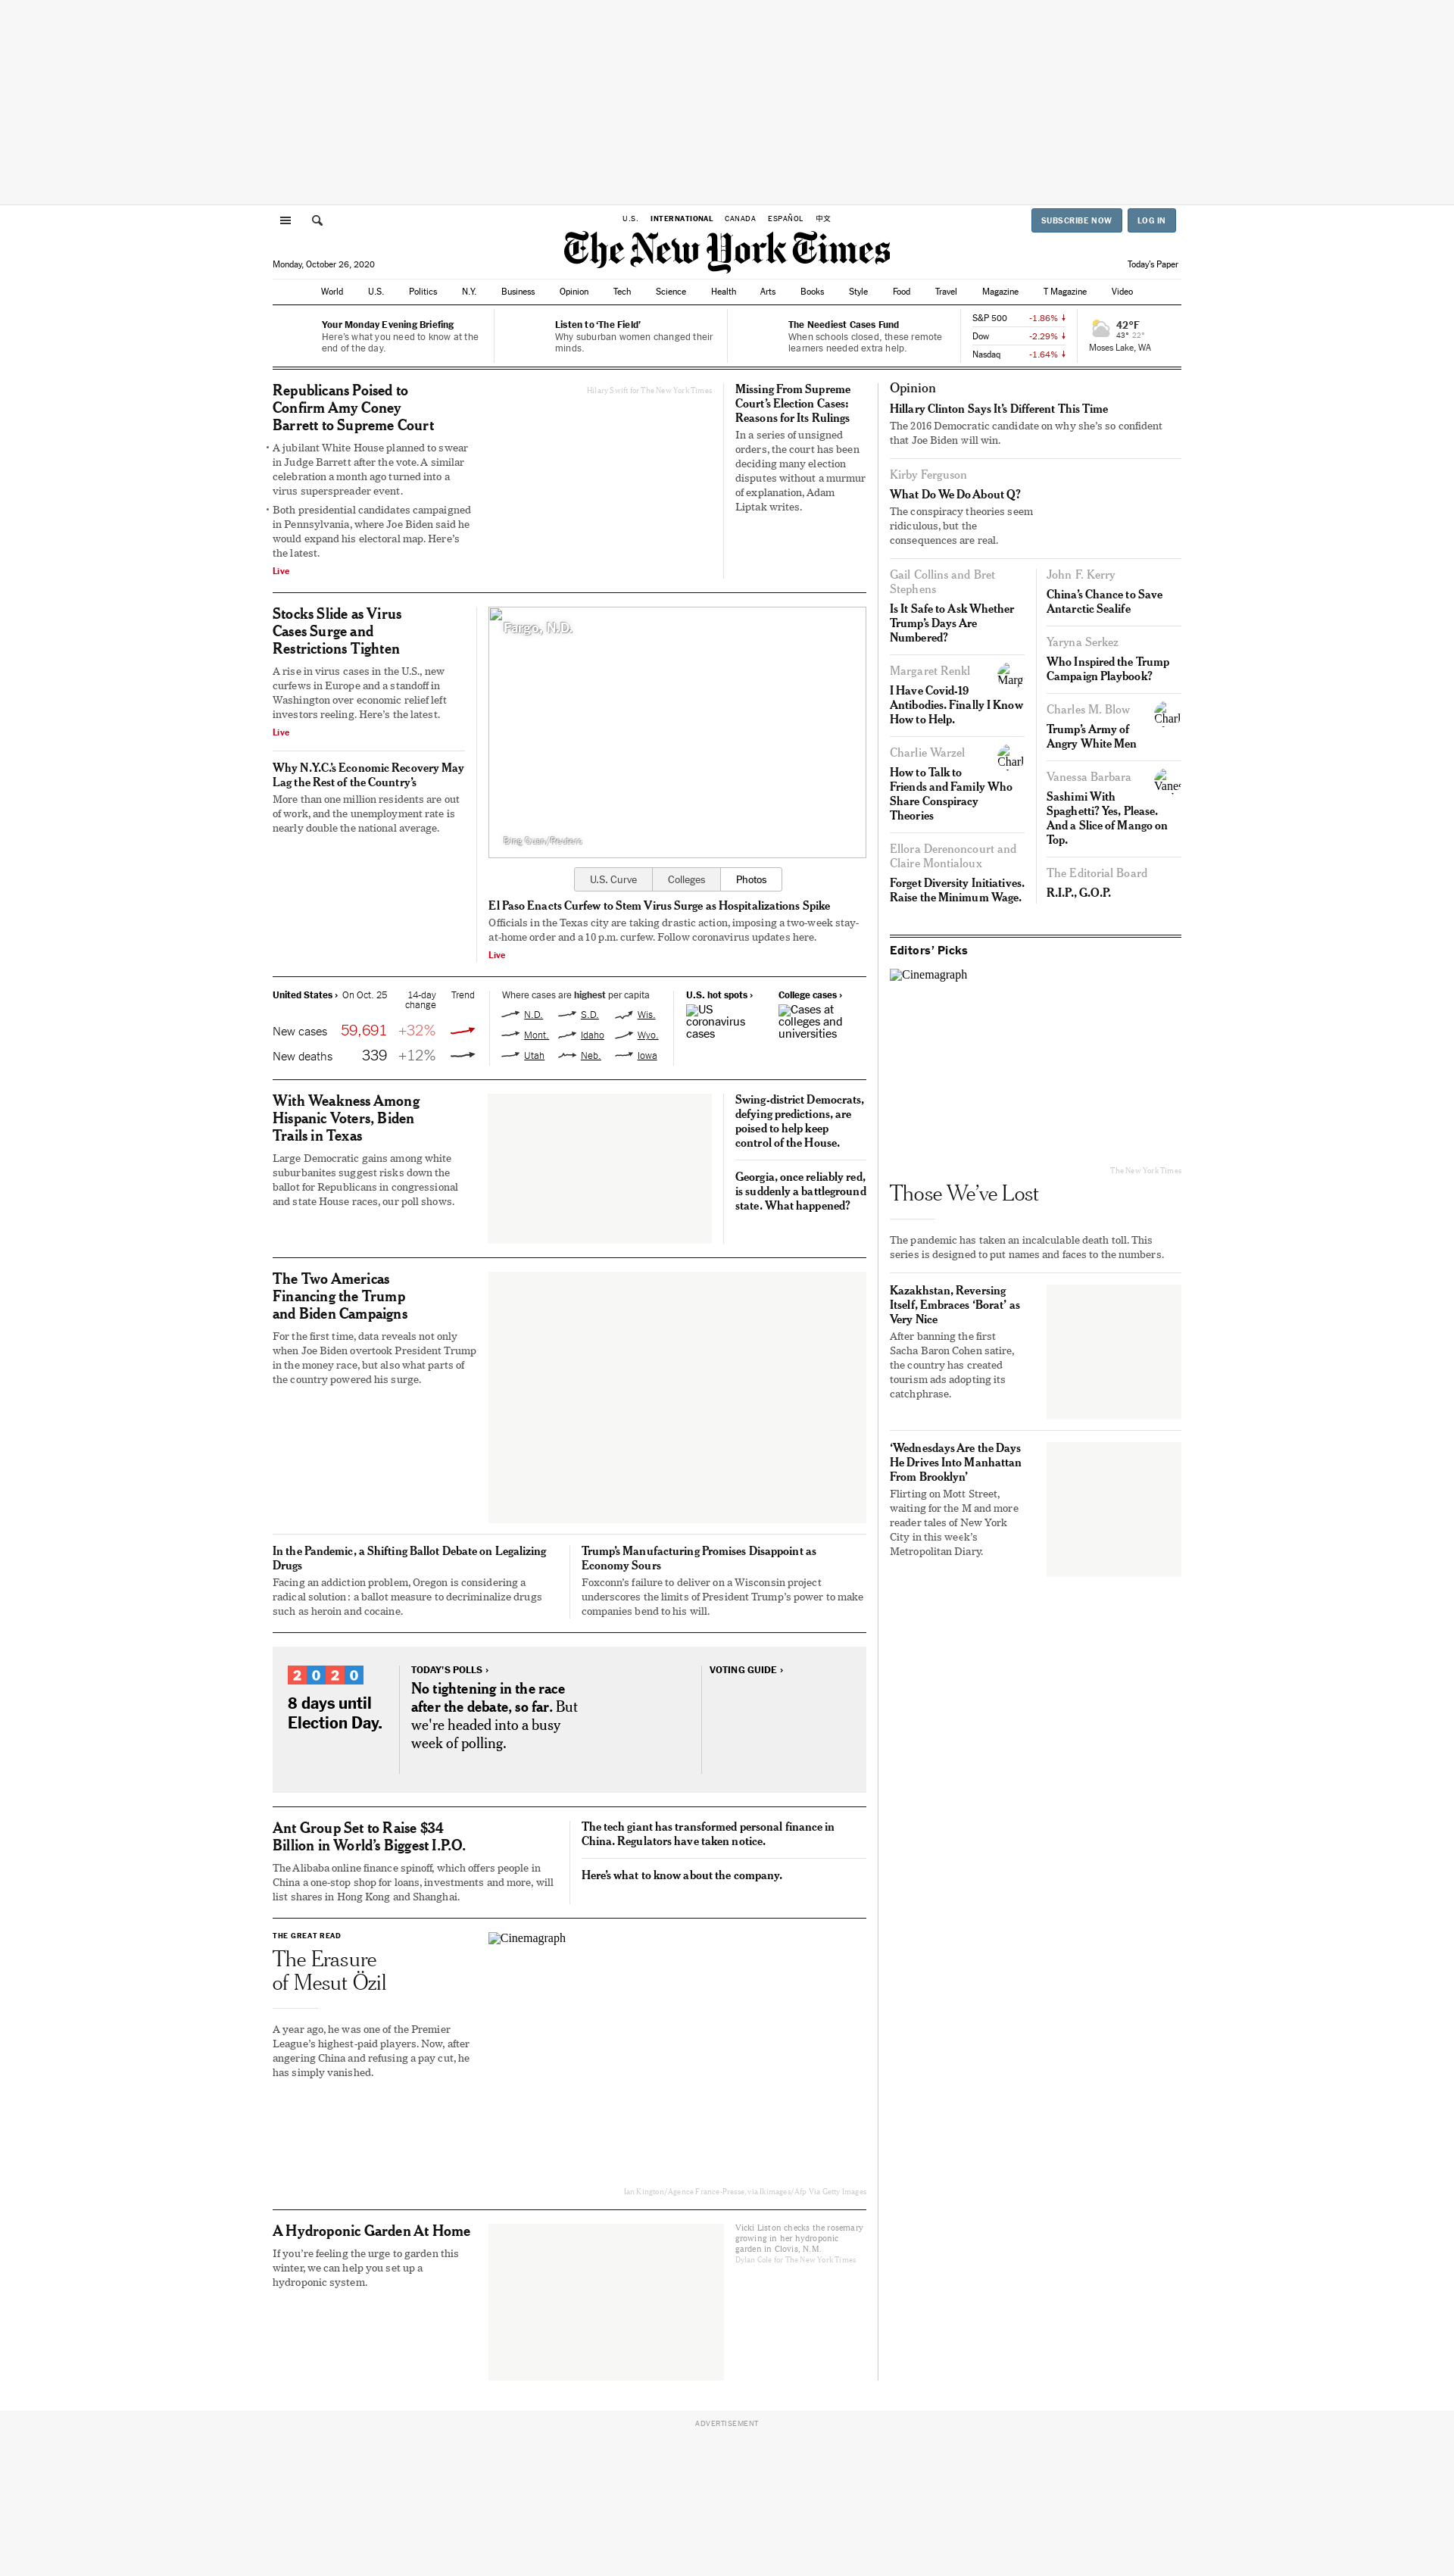 U.S. INTERNATIONAL CANADA ESPAÑOL 中文
SUBSCRIBE NOW LOG IN
The New York Times
Monday, October 26, 2020
Today's Paper
World U.S. Politics N.Y. Business Opinion Tech Science Health Arts Books Style Food Travel Magazine T Magazine Video
Your Monday Evening Briefing
Here's what you need to know at the
end of the day.
Listen to 'The Field'
Why suburban women changed their
minds.
The Neediest Cases Fund
When schools closed, these remote
learners needed extra help.
S&P 500 -1.86% ↓
Dow -2.29% ↓
Nasdaq -1.64% ↓
42°F
43° 22°
Moses Lake, WA
Republicans Poised to
Confirm Amy Coney
Barrett to Supreme Court
• A jubilant White House planned to swear
in Judge Barrett after the vote. A similar
celebration a month ago turned into a
virus superspreader event.
• Both presidential candidates campaigned
in Pennsylvania, where Joe Biden said he
would expand his electoral map. Here's
the latest.
Live
Hilary Swift for The New York Times
Missing From Supreme
Court's Election Cases:
Reasons for Its Rulings
In a series of unsigned
orders, the court has been
deciding many election
disputes without a murmur
of explanation, Adam
Liptak writes.
Stocks Slide as Virus
Cases Surge and
Restrictions Tighten
A rise in virus cases in the U.S., new
curfews in Europe and a standoff in
Washington over economic relief left
investors reeling. Here's the latest.
Live
Why N.Y.C.'s Economic Recovery May
Lag the Rest of the Country's
More than one million residents are out
of work, and the unemployment rate is
nearly double the national average.
Fargo, N.D.
Bing Guan/Reuters
U.S. Curve Colleges Photos
El Paso Enacts Curfew to Stem Virus Surge as Hospitalizations Spike
Officials in the Texas city are taking drastic action, imposing a two-week stay-
at-home order and a 10 p.m. curfew. Follow coronavirus updates here.
Live
United States › On Oct. 25 14-day
change Trend
New cases 59,691 +32%
New deaths 339 +12%
Where cases are highest per capita
N.D. S.D. Wis.
Mont. Idaho Wyo.
Utah Neb. Iowa
U.S. hot spots ›
US
coronavirus
cases
College cases ›
Cases at
colleges and
universities
With Weakness Among
Hispanic Voters, Biden
Trails in Texas
Large Democratic gains among white
suburbanites suggest risks down the
ballot for Republicans in congressional
and state House races, our poll shows.
Swing-district Democrats,
defying predictions, are
poised to help keep
control of the House.
Georgia, once reliably red,
is suddenly a battleground
state. What happened?
The Two Americas
Financing the Trump
and Biden Campaigns
For the first time, data reveals not only
when Joe Biden overtook President Trump
in the money race, but also what parts of
the country powered his surge.
In the Pandemic, a Shifting Ballot Debate on Legalizing
Drugs
Facing an addiction problem, Oregon is considering a
radical solution: a ballot measure to decriminalize drugs
such as heroin and cocaine.
Trump's Manufacturing Promises Disappoint as
Economy Sours
Foxconn's failure to deliver on a Wisconsin project
underscores the limits of President Trump's power to make
companies bend to his will.
2020
8 days until
Election Day.
TODAY'S POLLS ›
No tightening in the race
after the debate, so far. But
we're headed into a busy
week of polling.
VOTING GUIDE ›
Ant Group Set to Raise $34
Billion in World's Biggest I.P.O.
The Alibaba online finance spinoff, which offers people in
China a one-stop shop for loans, investments and more, will
list shares in Hong Kong and Shanghai.
The tech giant has transformed personal finance in
China. Regulators have taken notice.
Here's what to know about the company.
THE GREAT READ
The Erasure
of Mesut Özil
A year ago, he was one of the Premier
League's highest-paid players. Now, after
angering China and refusing a pay cut, he
has simply vanished.
Cinemagraph
Ian Kington/Agence France-Presse, via Ikimages/Afp Via Getty Images
A Hydroponic Garden At Home
If you're feeling the urge to garden this
winter, we can help you set up a
hydroponic system.
Vicki Liston checks the rosemary
growing in her hydroponic
garden in Clovis, N.M.
Dylan Cole for The New York Times
Opinion
Hillary Clinton Says It's Different This Time
The 2016 Democratic candidate on why she's so confident
that Joe Biden will win.
Kirby Ferguson
What Do We Do About Q?
The conspiracy theories seem
ridiculous, but the
consequences are real.
Gail Collins and Bret
Stephens
Is It Safe to Ask Whether
Trump's Days Are
Numbered?
Margaret Renkl
Marg
I Have Covid-19
Antibodies. Finally I Know
How to Help.
Charlie Warzel
Charl
How to Talk to
Friends and Family Who
Share Conspiracy
Theories
Ellora Derenoncourt and
Claire Montialoux
Forget Diversity Initiatives.
Raise the Minimum Wage.
John F. Kerry
China's Chance to Save
Antarctic Sealife
Yaryna Serkez
Who Inspired the Trump
Campaign Playbook?
Charles M. Blow
Charl
Trump's Army of
Angry White Men
Vanessa Barbara
Vanes
Sashimi With
Spaghetti? Yes, Please.
And a Slice of Mango on
Top.
The Editorial Board
R.I.P., G.O.P.
Editors' Picks
Cinemagraph
The New York Times
Those We've Lost
The pandemic has taken an incalculable death toll. This
series is designed to put names and faces to the numbers.
Kazakhstan, Reversing
Itself, Embraces 'Borat' as
Very Nice
After banning the first
Sacha Baron Cohen satire,
the country has created
tourism ads adopting its
catchphrase.
'Wednesdays Are the Days
He Drives Into Manhattan
From Brooklyn'
Flirting on Mott Street,
waiting for the M and more
reader tales of New York
City in this week's
Metropolitan Diary.
ADVERTISEMENT